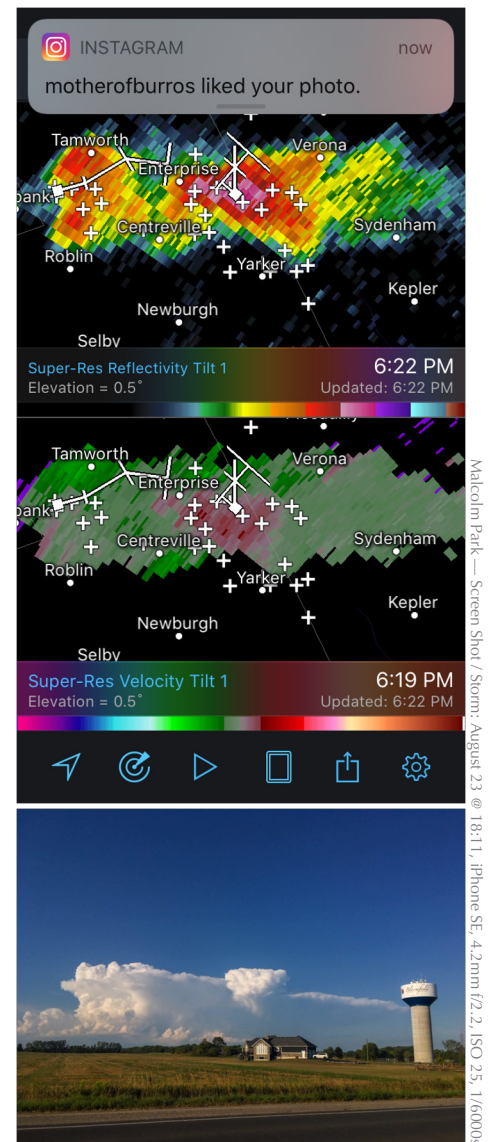 INSTAGRAM
now
motherofburros liked your photo.
Tamworth
Verona
Enterprise
bank
Centreville
Sydenham
Roblin
Yarker
Kepler
Newburgh
Selby
Super-Res Reflectivity Tilt 1
6:22 PM
Elevation = 0.5°
Updated: 6:22 PM
Tamworth
Verona
Enterprise
bank
Centreville
Sydenham
Roblin
Yarker
Kepler
Newburgh
Selby
Super-Res Velocity Tilt 1
6:19 PM
Elevation = 0.5°
Updated: 6:22 PM
Malcolm Park — Screen Shot / Storm: August 23 @ 18:11, iPhone SE, 4.2mm f/2.2, ISO 25, 1/6000s